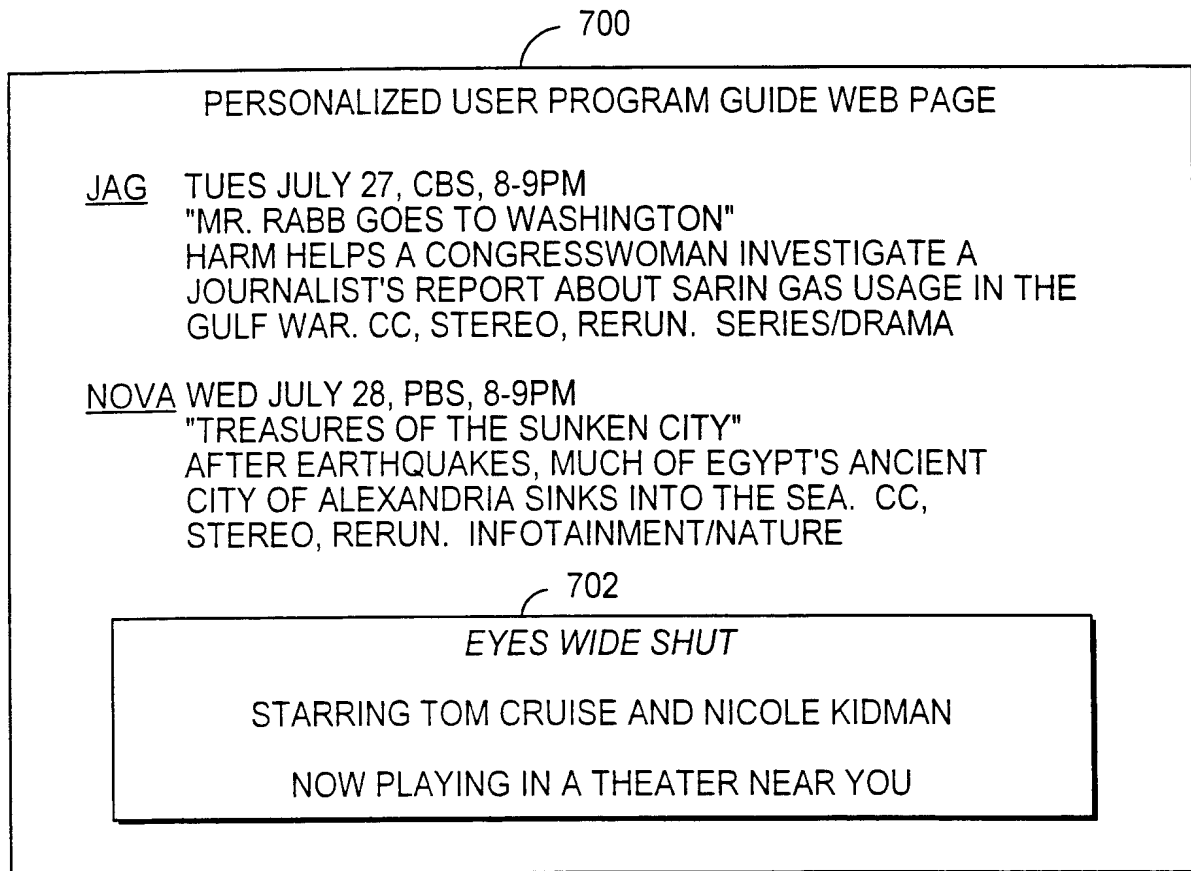 700
PERSONALIZED USER PROGRAM GUIDE WEB PAGE
JAG TUES JULY 27, CBS, 8-9PM
"MR. RABB GOES TO WASHINGTON"
HARM HELPS A CONGRESSWOMAN INVESTIGATE A
JOURNALIST'S REPORT ABOUT SARIN GAS USAGE IN THE
GULF WAR. CC, STEREO, RERUN. SERIES/DRAMA
NOVA WED JULY 28, PBS, 8-9PM
"TREASURES OF THE SUNKEN CITY"
AFTER EARTHQUAKES, MUCH OF EGYPT'S ANCIENT
CITY OF ALEXANDRIA SINKS INTO THE SEA. CC,
STEREO, RERUN. INFOTAINMENT/NATURE
702
EYES WIDE SHUT
STARRING TOM CRUISE AND NICOLE KIDMAN
NOW PLAYING IN A THEATER NEAR YOU